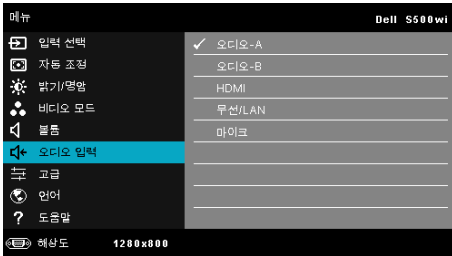 메뉴
Dell S500wi
입력 선택
자동 조정
밝기/명암
비디오 모드
볼륨
오디오 입력
고급
언어
도움말
✓ 오디오-A
오디오-B
HDMI
무선/LAN
마이크
해상도 1280x800